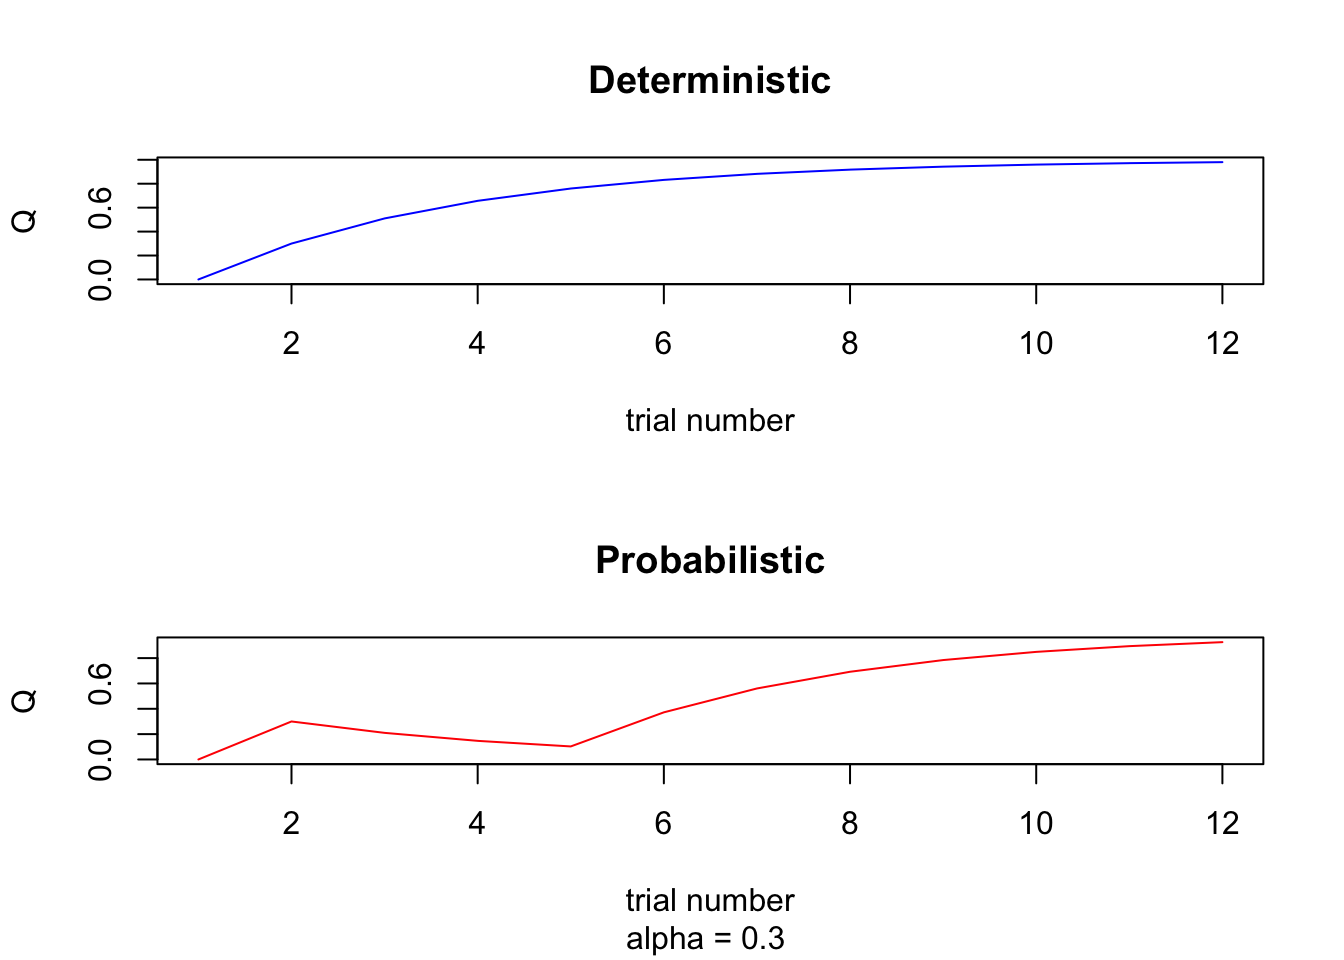 Deterministic
Q
0.6
0.0
2 4 6 8 10 12
trial number
Probabilistic
Q
0.6
0.0
2 4 6 8 10 12
trial number
alpha = 0.3